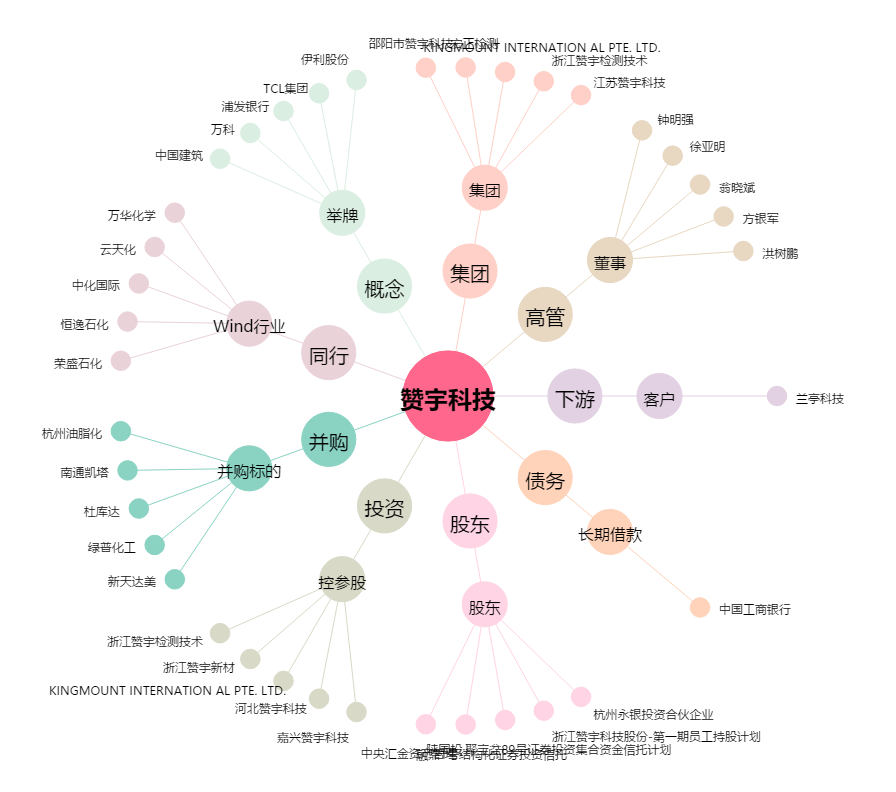 邵阳市赞宇科技
宏正检测
KINGMOUNT INTERNATION AL PTE. LTD.
浙江赞宇检测技术
江苏赞宇科技
伊利股份
TCL集团
浦发银行
万科
中国建筑
举牌
概念
集团
集团
钟明强
徐亚明
翁晓斌
方银军
洪树鹏
董事
高管
万华化学
云天化
中化国际
恒逸石化
荣盛石化
Wind行业
同行
赞宇科技
下游
客户
兰亭科技
杭州油脂化
南通凯塔
杜库达
绿普化工
新天达美
并购标的
并购
投资
控参股
股东
股东
债务
长期借款
中国工商银行
浙江赞宇检测技术
浙江赞宇新材
KINGMOUNT INTERNATION AL PTE. LTD.
河北赞宇科技
嘉兴赞宇科技
杭州永银投资合伙企业
浙江赞宇科技股份-第一期员工持股计划